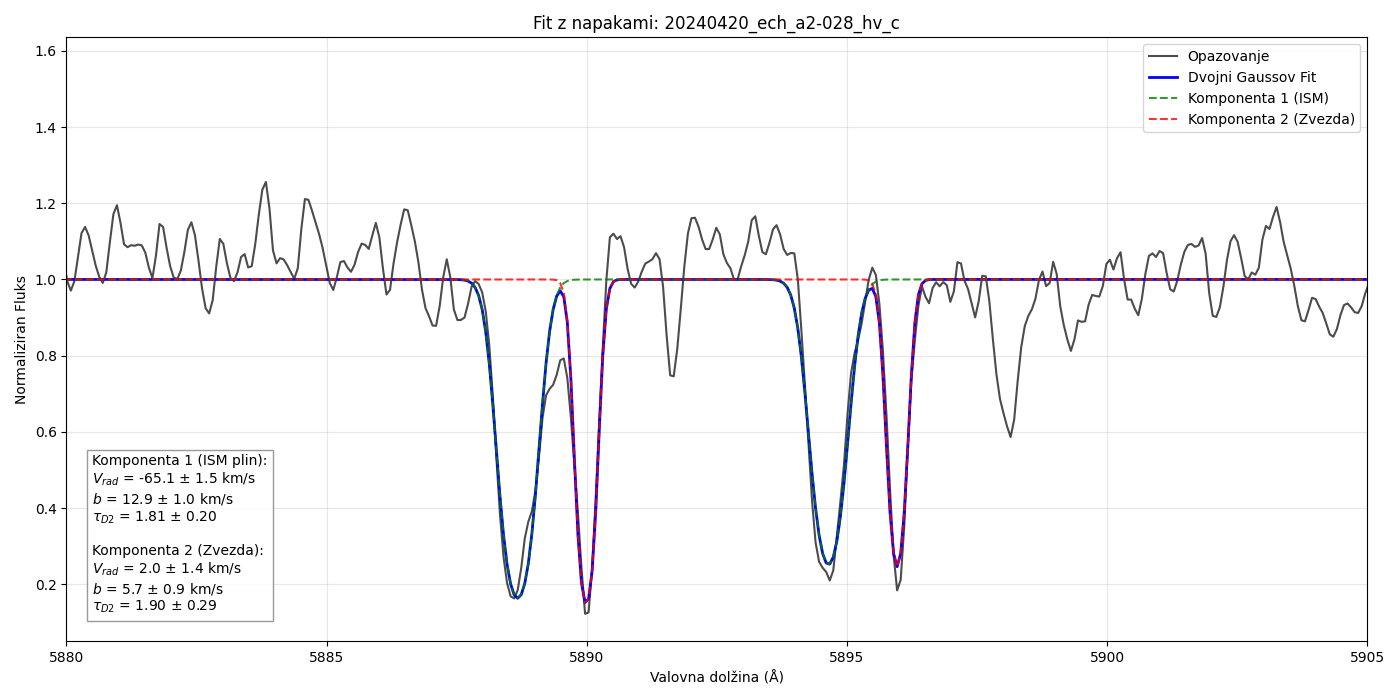 Fit z napakami: 20240420_ech_a2-028_hv_c
1.6
1.4
1.2
1.0
0.8
0.6
0.4
0.2
Normaliziran Fluks
Opazovanje
Dvojni Gaussov Fit
Komponenta 1 (ISM)
Komponenta 2 (Zvezda)
Komponenta 1 (ISM plin):
V_rad = -65.1 ± 1.5 km/s
b = 12.9 ± 1.0 km/s
τ_D2 = 1.81 ± 0.20
Komponenta 2 (Zvezda):
V_rad = 2.0 ± 1.4 km/s
b = 5.7 ± 0.9 km/s
τ_D2 = 1.90 ± 0.29
5880 5885 5890 5895 5900 5905
Valovna dolžina (Å)